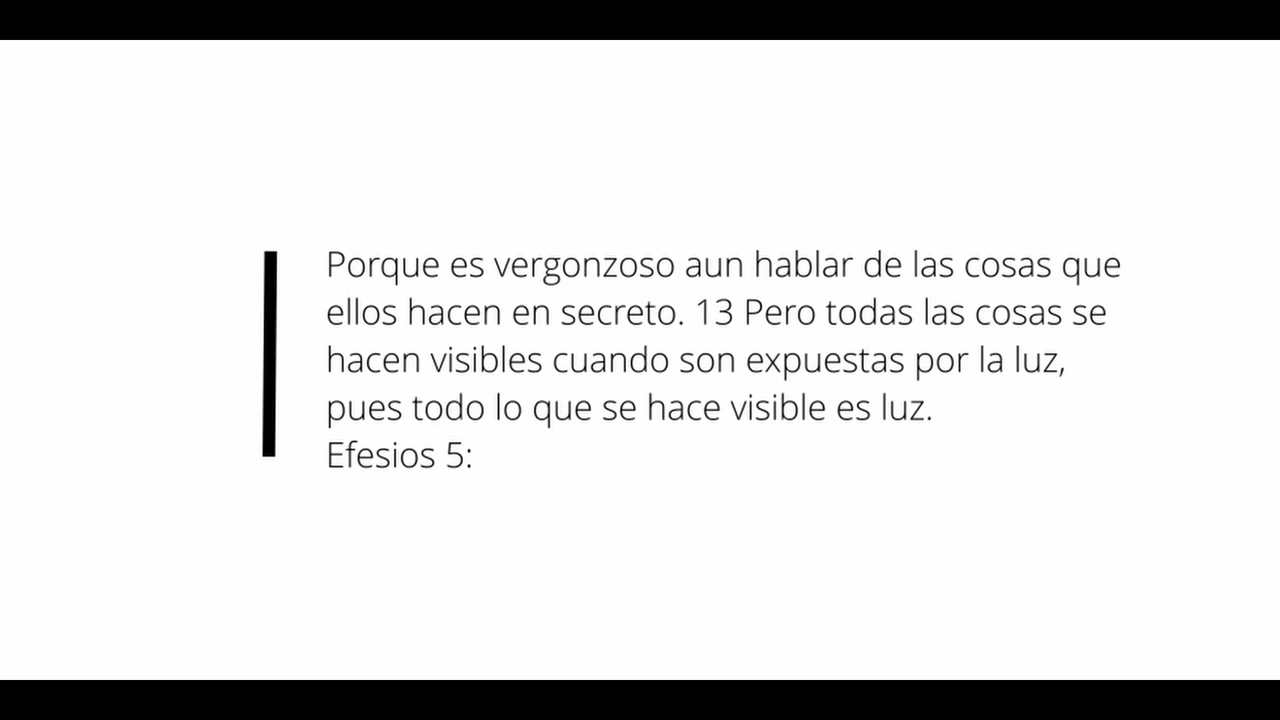 Porque es vergonzoso aun hablar de las cosas que
ellos hacen en secreto. 13 Pero todas las cosas se
hacen visibles cuando son expuestas por la luz,
pues todo lo que se hace visible es luz.
Efesios 5: